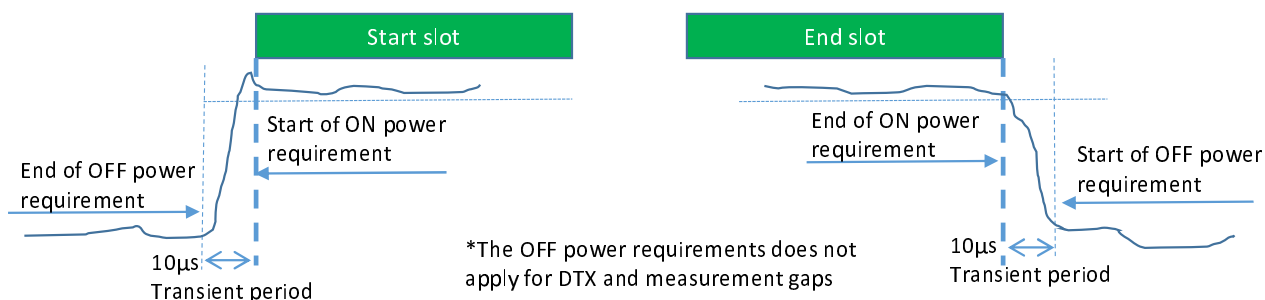 Start slot
End slot
Start of ON power
requirement
End of OFF power
requirement
10µs
Transient period
End of ON power
requirement
Start of OFF power
requirement
10µs
Transient period
*The OFF power requirements does not
apply for DTX and measurement gaps